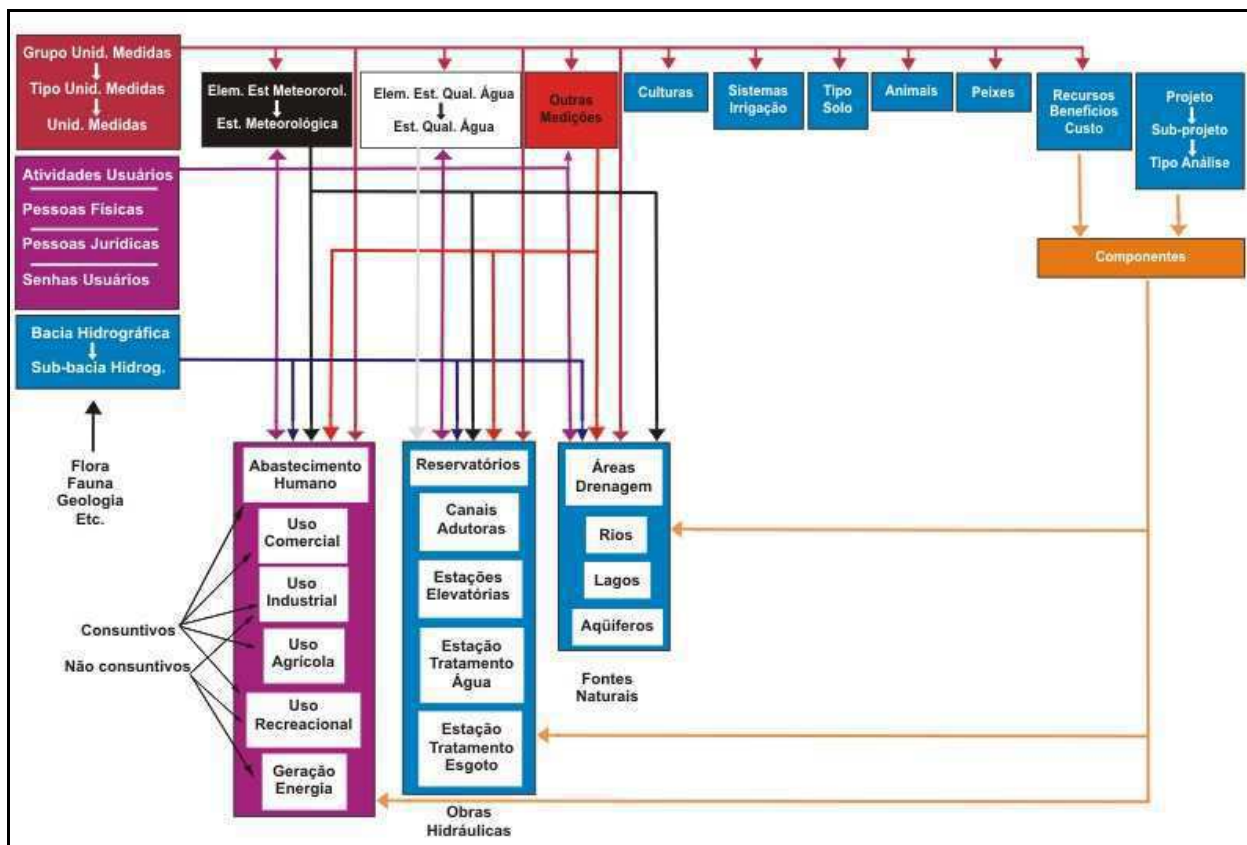 Grupo Unid. Medidas
Tipo Unid. Medidas
Unid. Medidas
Elem. Est Meteororol.
Est. Meteorológica
Elem. Est. Qual. Água
Est. Qual. Água
Outras
Medições
Culturas
Sistemas
Irrigação
Tipo
Solo
Animais
Peixes
Recursos
Benefícios
Custo
Projeto
Sub-projeto
Tipo Análise
Atividades Usuários
Pessoas Físicas
Pessoas Jurídicas
Senhas Usuários
Componentes
Bacia Hidrográfica
Sub-bacia Hidrog.
Flora
Fauna
Geologia
Etc.
Consuntivos
Não consuntivos
Abastecimento
Humano
Uso
Comercial
Uso
Industrial
Uso
Agrícola
Uso
Recreacional
Geração
Energia
Reservatórios
Canais
Adutoras
Estações
Elevatórias
Estação
Tratamento
Água
Estação
Tratamento
Esgoto
Obras
Hidráulicas
Áreas
Drenagem
Rios
Lagos
Aqüíferos
Fontes
Naturais